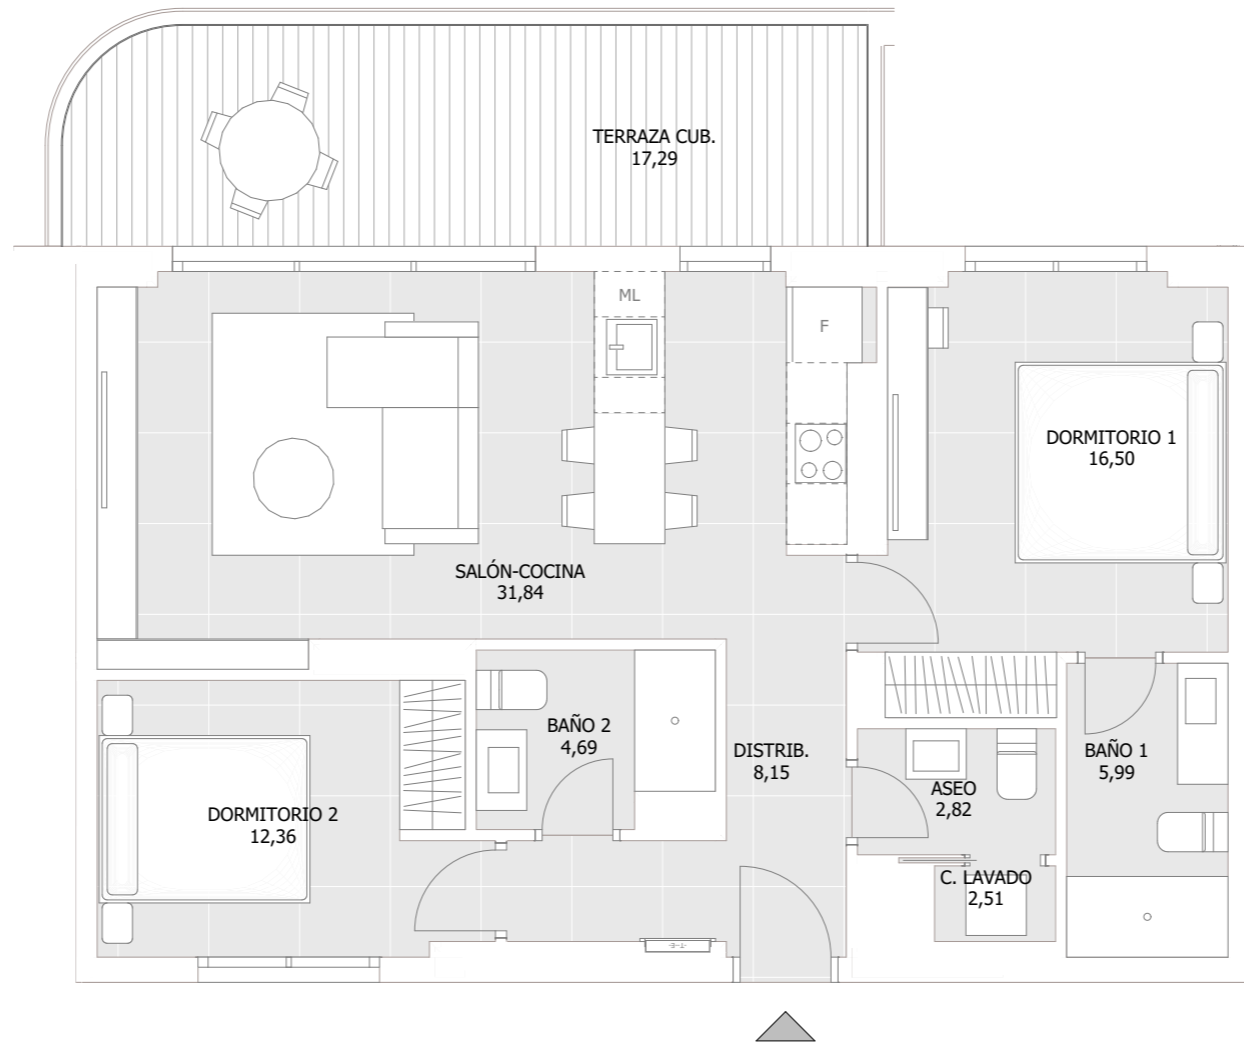 TERRAZA CUB.
17,29
ML
F
DORMITORIO 1
16,50
SALÓN-COCINA
31,84
BAÑO 2
4,69
DISTRIB.
8,15
BAÑO 1
5,99
ASEO
2,82
DORMITORIO 2
12,36
C. LAVADO
2,51
T-E